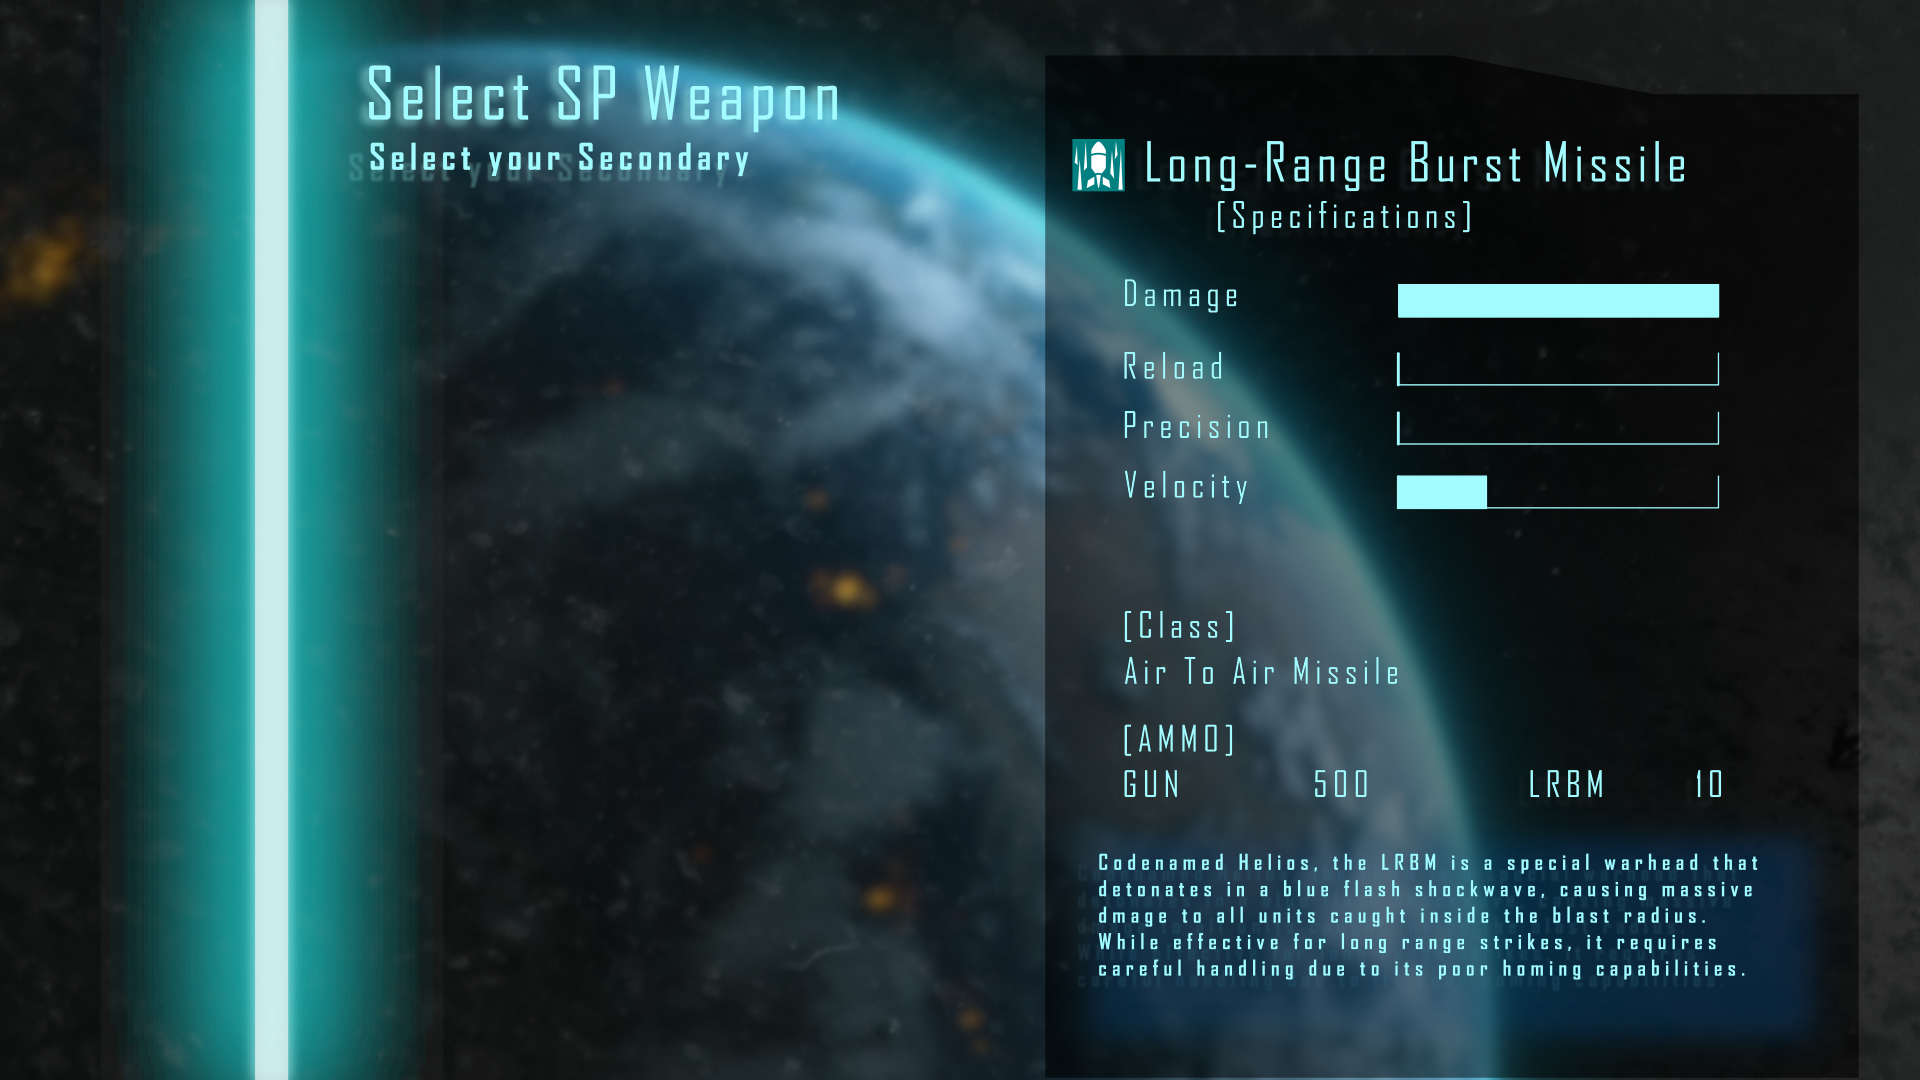 Select SP Weapon
Select your Secondary
Long-Range Burst Missile
[Specifications]
Damage
Reload
Precision
Velocity
[Class]
Air To Air Missile
[AMMO]
GUN 500 LRBM 10
Codenamed Helios, the LRBM is a special warhead that
detonates in a blue flash shockwave, causing massive
dmage to all units caught inside the blast radius.
While effective for long range strikes, it requires
careful handling due to its poor homing capabilities.